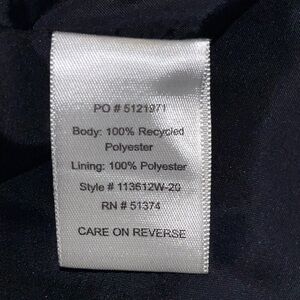 PO # 5121971
Body: 100% Recycled
Polyester
Lining: 100% Polyester
Style # 113612W-20
RN # 51374
CARE ON REVERSE